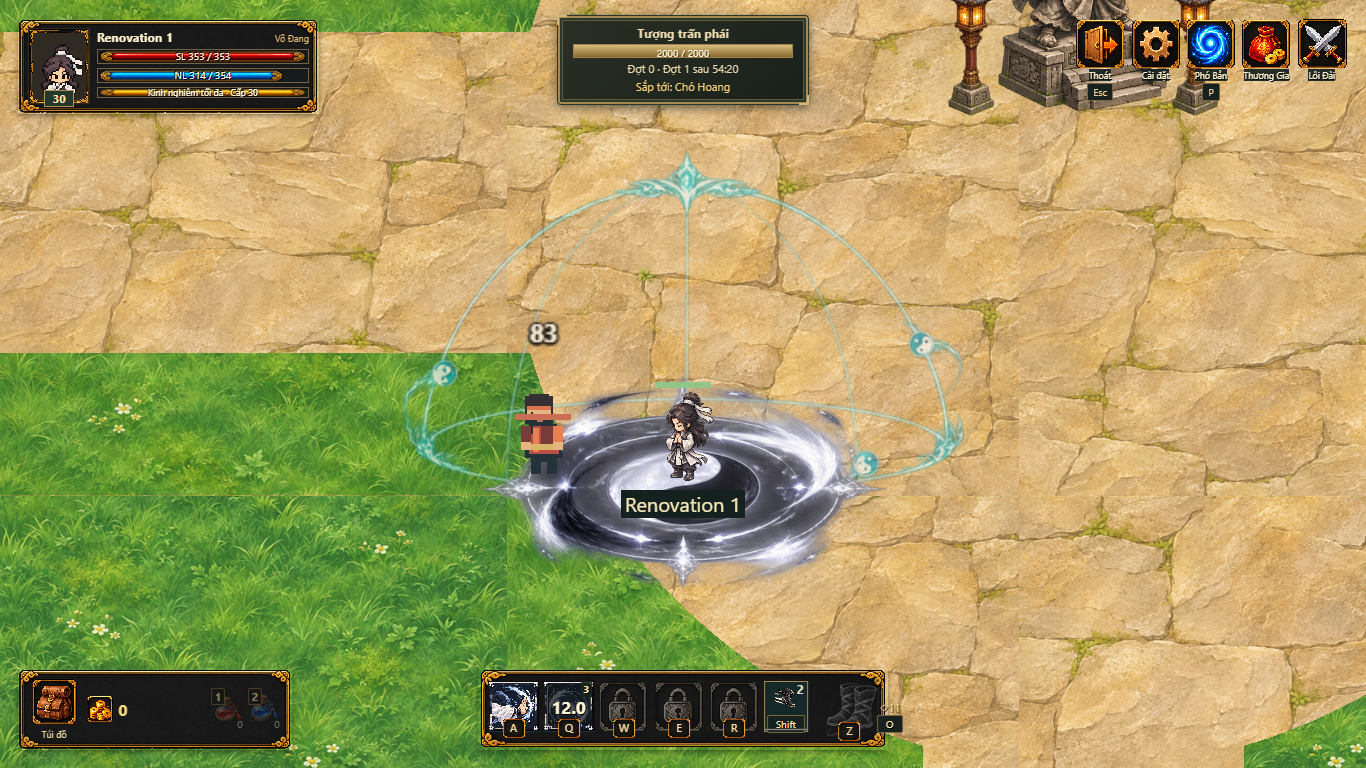 Renovation 1
Võ Đang
SL 353 / 353
NL 314 / 354
Kinh nghiệm tối đa · Cấp 30
30
Tượng trấn phái
2000 / 2000
Đợt 0 · Đợt 1 sau 54:20
Sắp tới: Chó Hoang
Thoát
Cài đặt
Phó Bản
Thương Gia
Lôi Đài
Esc
P
83
Renovation 1
Túi đồ
0
1
0
2
0
A
3
12.0
Q
W
E
R
2
Shift
Z
O